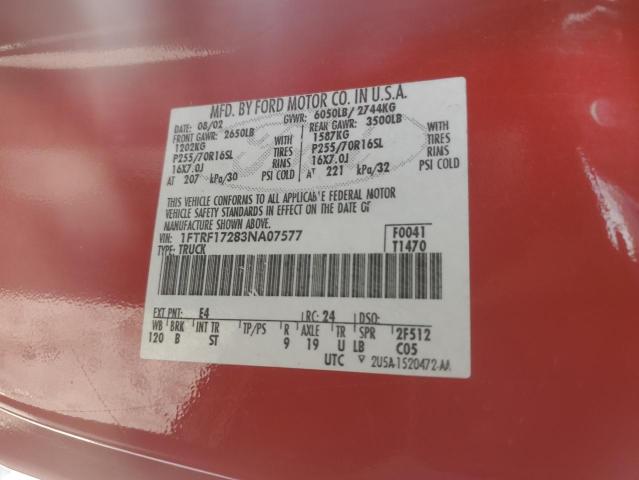 MFD. BY FORD MOTOR CO. IN U.S.A.
DATE: 08/02 GVWR: 6050LB/ 2744KG
FRONT GAWR: 2650LB REAR GAWR: 3500LB
1202KG 1587KG
P255/70R16SL TIRES P255/70R16SL TIRES
16X7.0J RIMS 16X7.0J RIMS
AT 207 kPa/30 PSI COLD AT 221 kPa/32 PSI COLD
THIS VEHICLE CONFORMS TO ALL APPLICABLE FEDERAL MOTOR
VEHICLE SAFETY STANDARDS IN EFFECT ON THE DATE OF
MANUFACTURE SHOWN ABOVE.
VIN: 1FTRF17283NA07577 F0041
TYPE: TRUCK T1470
EXT PNT: E4 RC: 24 DSO:
WB BRK INT TR TP/PS R AXLE TR SPR 2F512
120 B ST 9 19 U LB C05
UTC 2U5A-1520472-AA